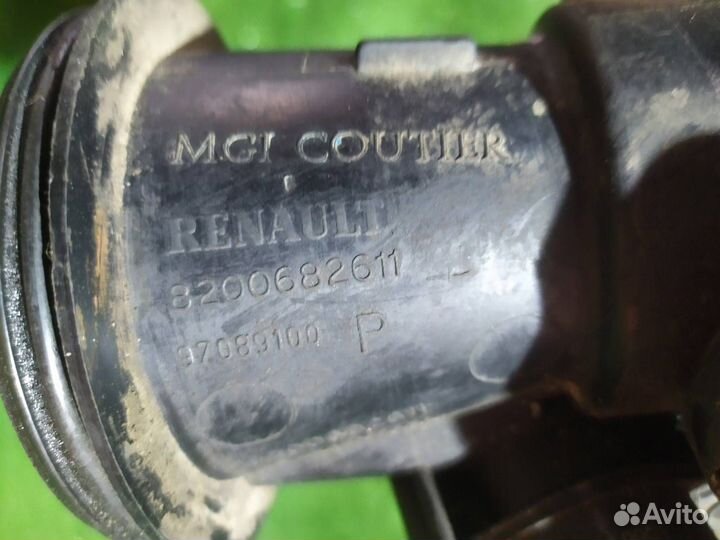 MGI COUTIER
RENAULT
8200682611
97089100 P
Avito